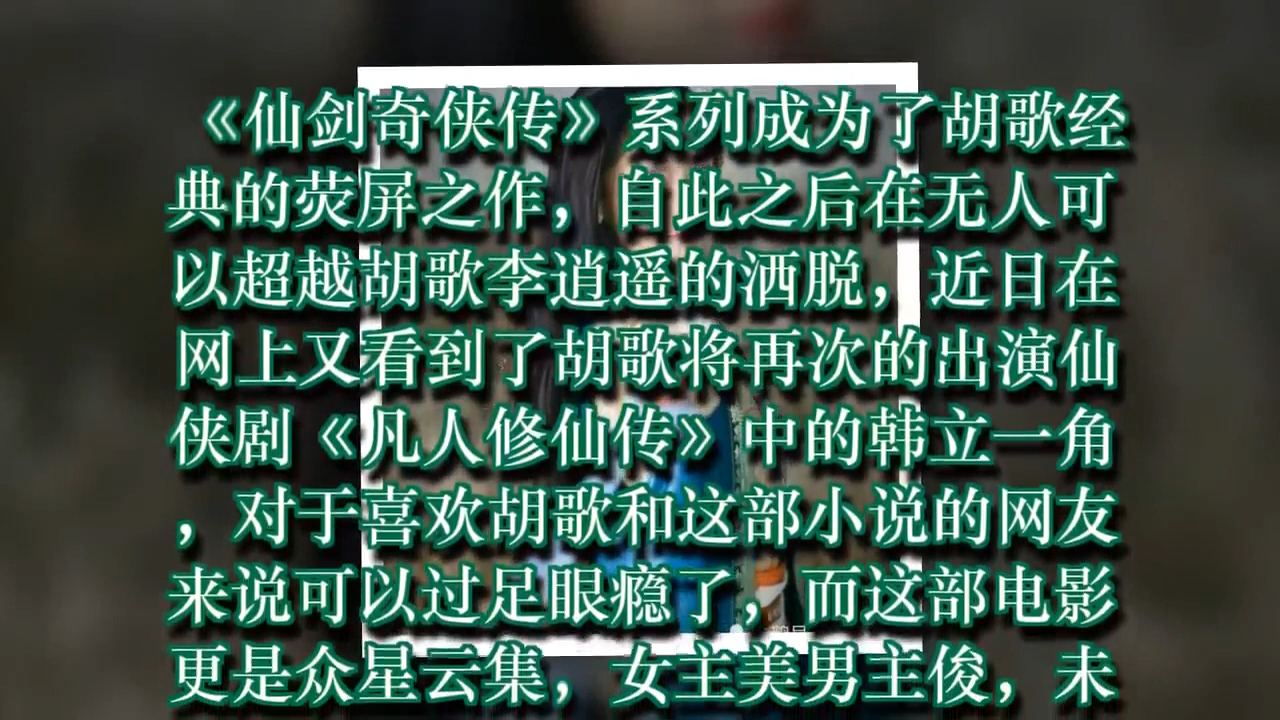 《仙剑奇侠传》系列成为了胡歌经
典的荧屏之作，自此之后在无人可
以超越胡歌李逍遥的洒脱，近日在
网上又看到了胡歌将再次的出演仙
侠剧《凡人修仙传》中的韩立一角
，对于喜欢胡歌和这部小说的网友
来说可以过足眼瘾了，而这部电影
更是众星云集，女主美男主俊，未